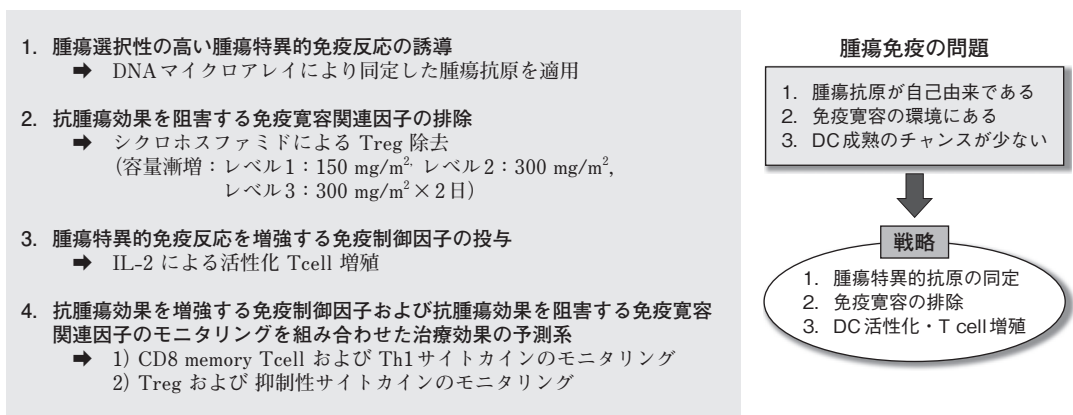 1. 腫瘍選択性の高い腫瘍特異的免疫反応の誘導
➡ DNAマイクロアレイにより同定した腫瘍抗原を適用
2. 抗腫瘍効果を阻害する免疫寛容関連因子の排除
➡ シクロホスファミドによる Treg 除去
(容量漸増：レベル1：150 mg/m², レベル2：300 mg/m²,
レベル3：300 mg/m²×2日)
3. 腫瘍特異的免疫反応を増強する免疫制御因子の投与
➡ IL-2 による活性化 Tcell 増殖
4. 抗腫瘍効果を増強する免疫制御因子および抗腫瘍効果を阻害する免疫寛容
関連因子のモニタリングを組み合わせた治療効果の予測系
➡ 1) CD8 memory Tcell および Th1サイトカインのモニタリング
2) Treg および 抑制性サイトカインのモニタリング
腫瘍免疫の問題
1. 腫瘍抗原が自己由来である
2. 免疫寛容の環境にある
3. DC成熟のチャンスが少ない
戦略
1. 腫瘍特異的抗原の同定
2. 免疫寛容の排除
3. DC活性化・T cell増殖